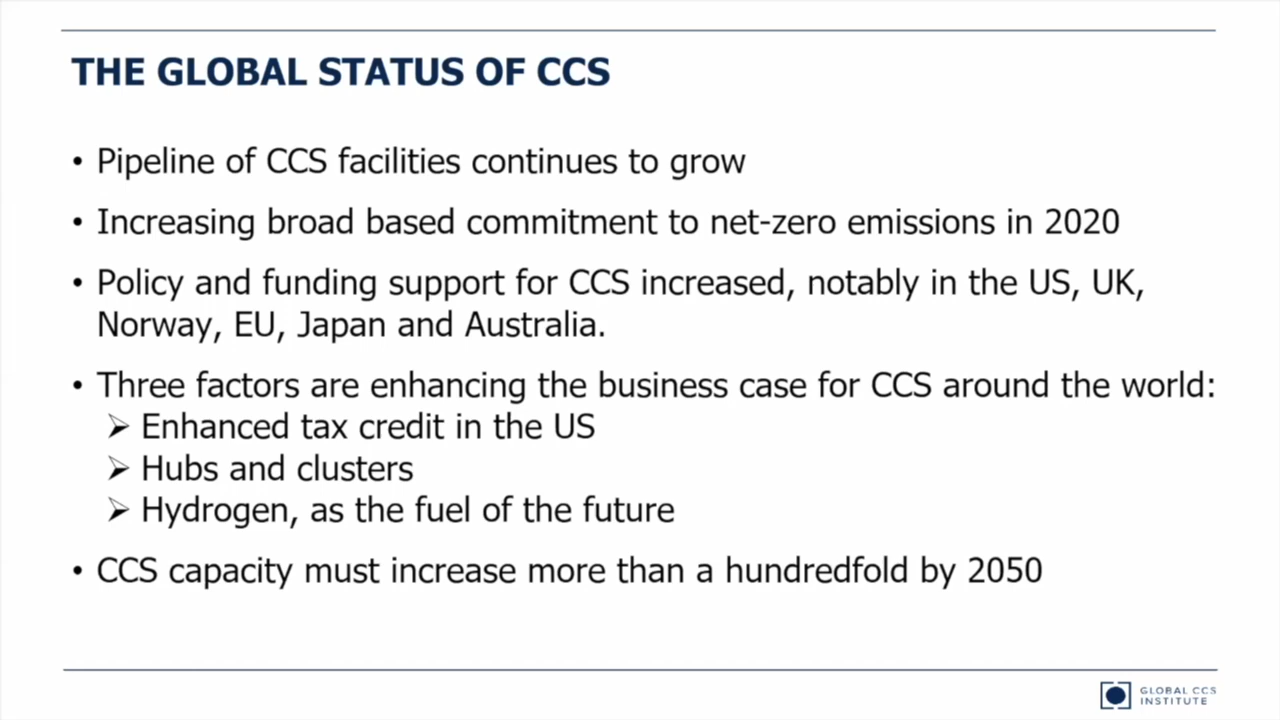 THE GLOBAL STATUS OF CCS
• Pipeline of CCS facilities continues to grow
• Increasing broad based commitment to net-zero emissions in 2020
• Policy and funding support for CCS increased, notably in the US, UK,
Norway, EU, Japan and Australia.
• Three factors are enhancing the business case for CCS around the world:
➢ Enhanced tax credit in the US
➢ Hubs and clusters
➢ Hydrogen, as the fuel of the future
• CCS capacity must increase more than a hundredfold by 2050
GLOBAL CCS
INSTITUTE